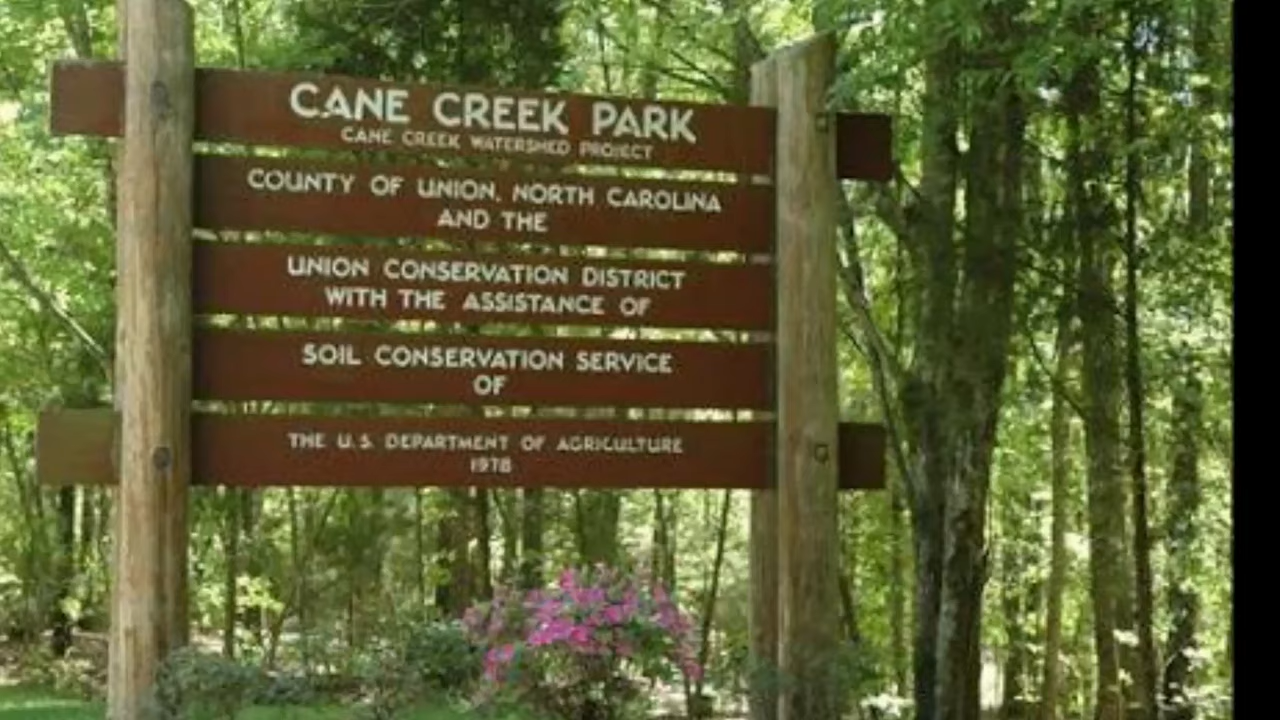 CANE CREEK PARK
CANE CREEK WATERSHED PROJECT
COUNTY OF UNION, NORTH CAROLINA
AND THE
UNION CONSERVATION DISTRICT
WITH THE ASSISTANCE OF
SOIL CONSERVATION SERVICE
OF
THE U.S. DEPARTMENT OF AGRICULTURE
1978